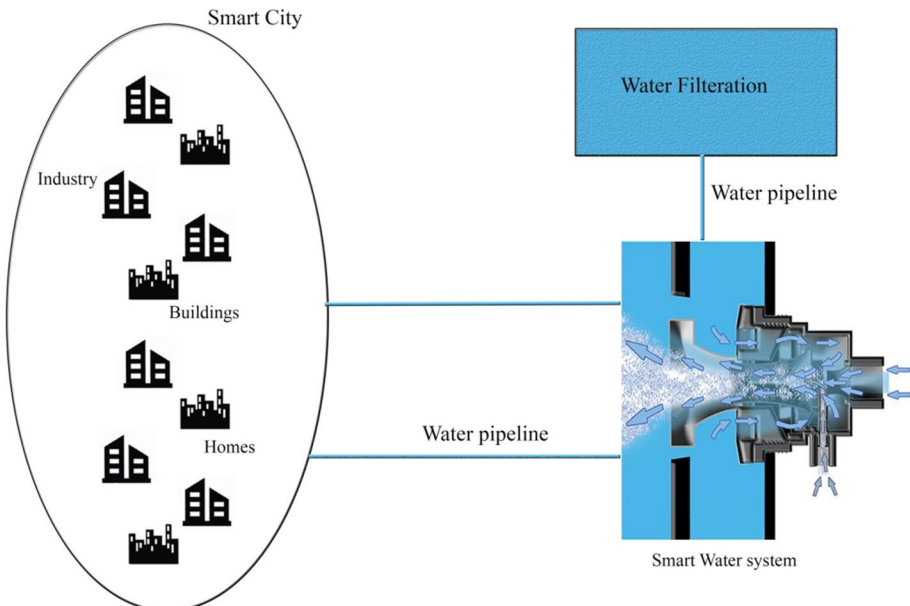 Smart City
Water Filteration
Industry
Water pipeline
Buildings
Water pipeline
Homes
Smart Water system